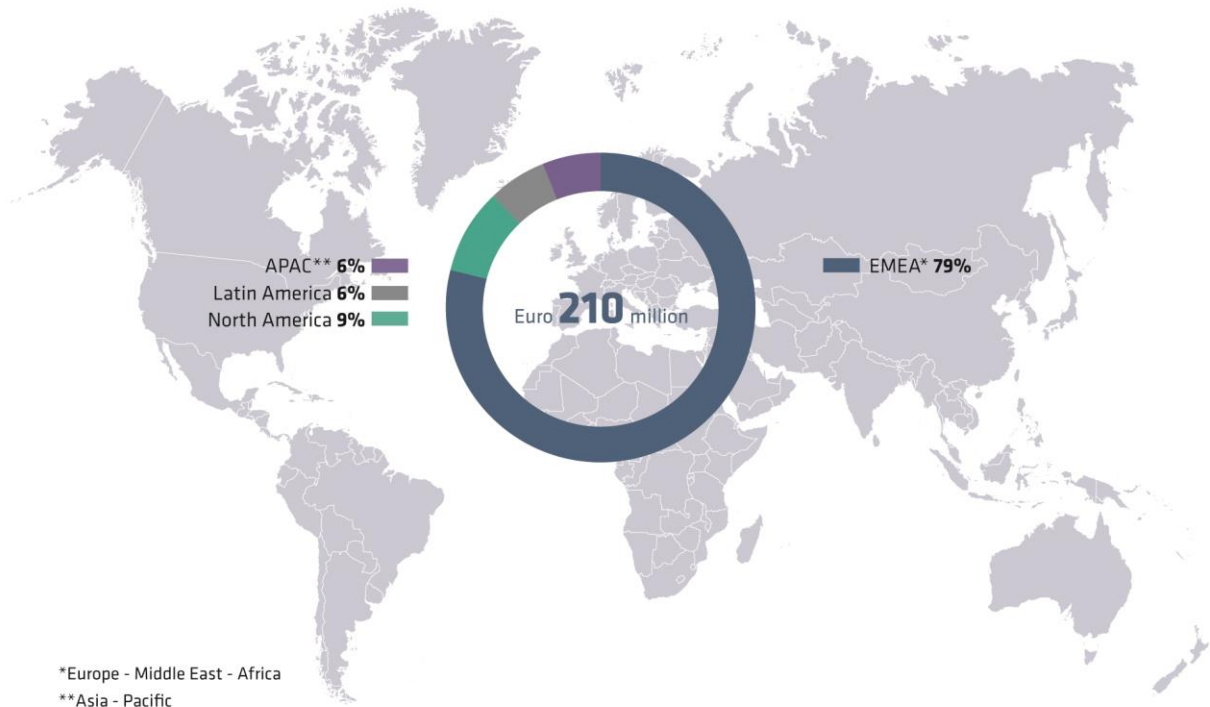 APAC** 6%
Latin America 6%
North America 9%
Euro 210 million
EMEA* 79%
*Europe - Middle East - Africa
**Asia - Pacific